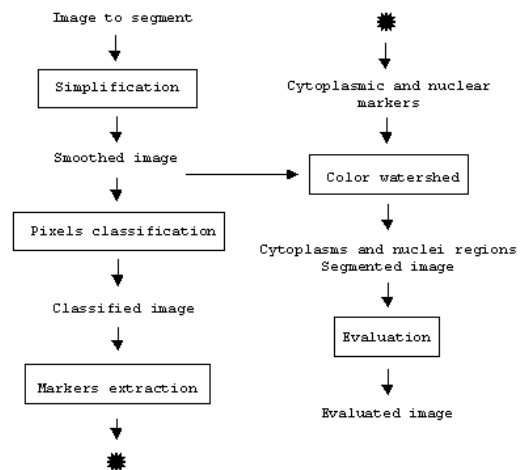 Image to segment
Simplification
Smoothed image
Pixels classification
Classified image
Markers extraction
Cytoplasmic and nuclear
markers
Color watershed
Cytoplasms and nuclei regions
Segmented image
Evaluation
Evaluated image